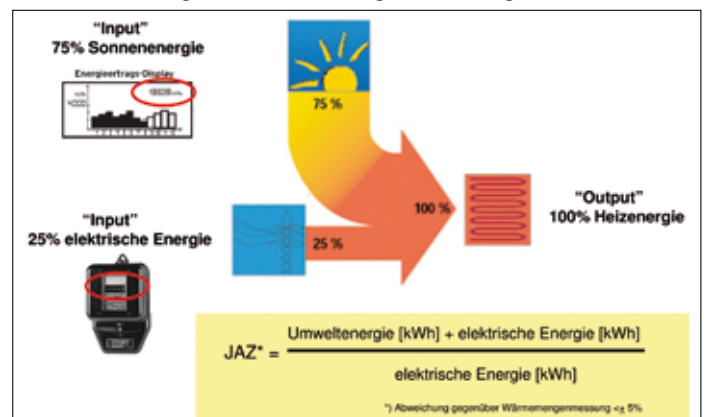 “Input”
75% Sonnenenergie
Energieertrags-Display
4000
75 %
100 %
“Output”
100% Heizenergie
“Input”
25% elektrische Energie
25 %
JAZ* =
Umweltenergie [kWh] + elektrische Energie [kWh]
elektrische Energie [kWh]
*) Abweichung gegenüber Wärmemengenmessung <± 5%